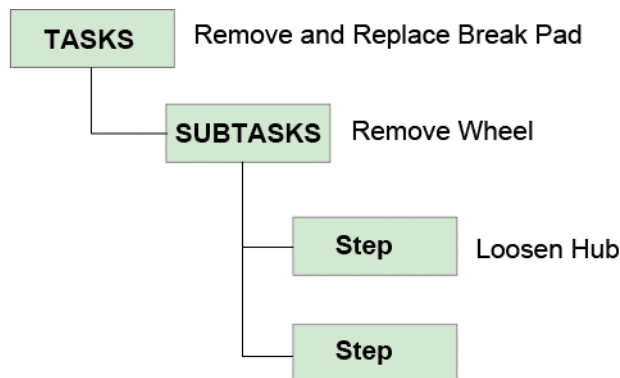 TASKS Remove and Replace Break Pad
SUBTASKS Remove Wheel
Step Loosen Hub
Step